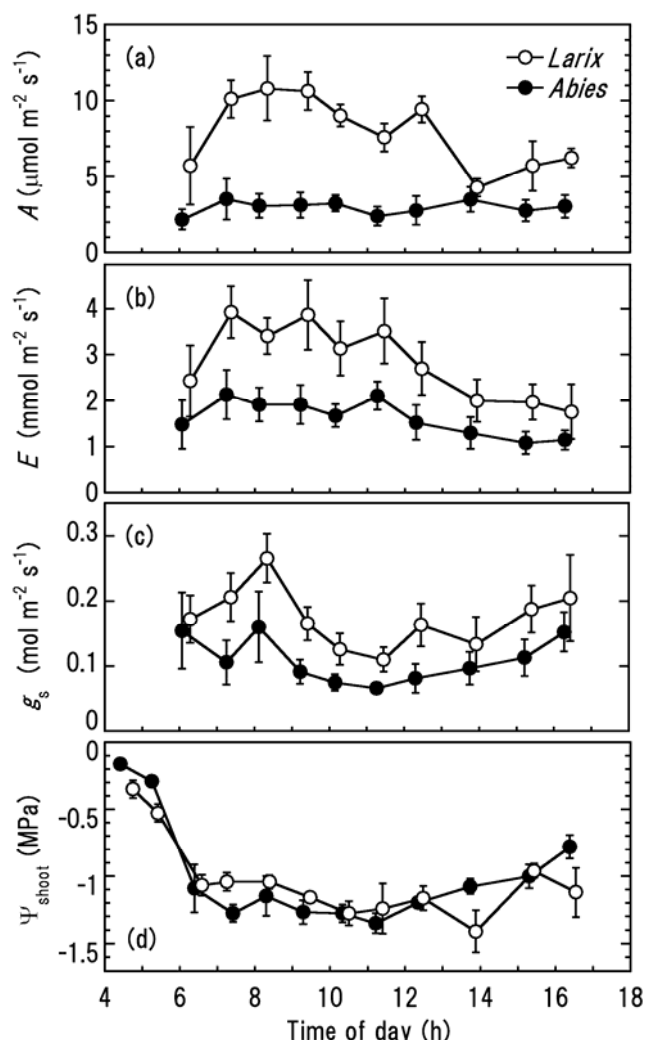 15
10
5
0
A (μmol m⁻² s⁻¹)
(a)
Larix
Abies
4
3
2
1
0
E (mmol m⁻² s⁻¹)
(b)
0.3
0.2
0.1
0
gₛ (mol m⁻² s⁻¹)
(c)
0
-0.5
-1
-1.5
Ψshoot (MPa)
(d)
4 6 8 10 12 14 16 18
Time of day (h)